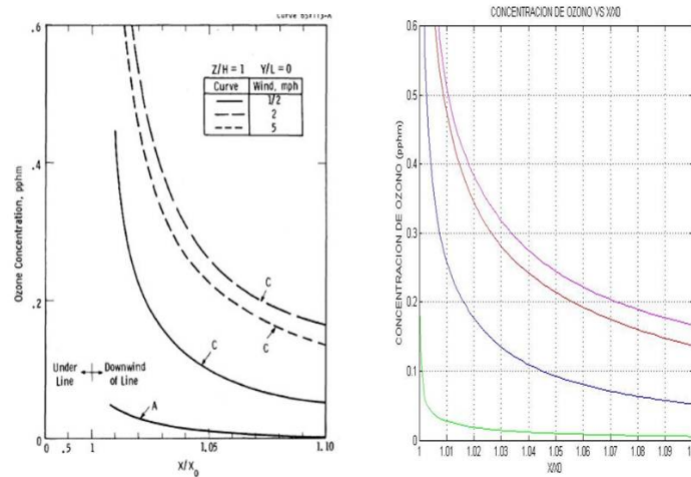 Z/H = 1 Y/L = 0
Curve Wind, mph
1/2
2
5
.6
.4
.2
0
Ozone Concentration, pphm
C
C
C
A
Under
Line
Downwind
of Line
0 .5 1 1.05 1.10
X/X0
CONCENTRACION DE OZONO VS X/X0
CONCENTRACION DE OZONO (pphm)
0.6
0.5
0.4
0.3
0.2
0.1
0
1 1.01 1.02 1.03 1.04 1.05 1.06 1.07 1.08 1.09
X/X0